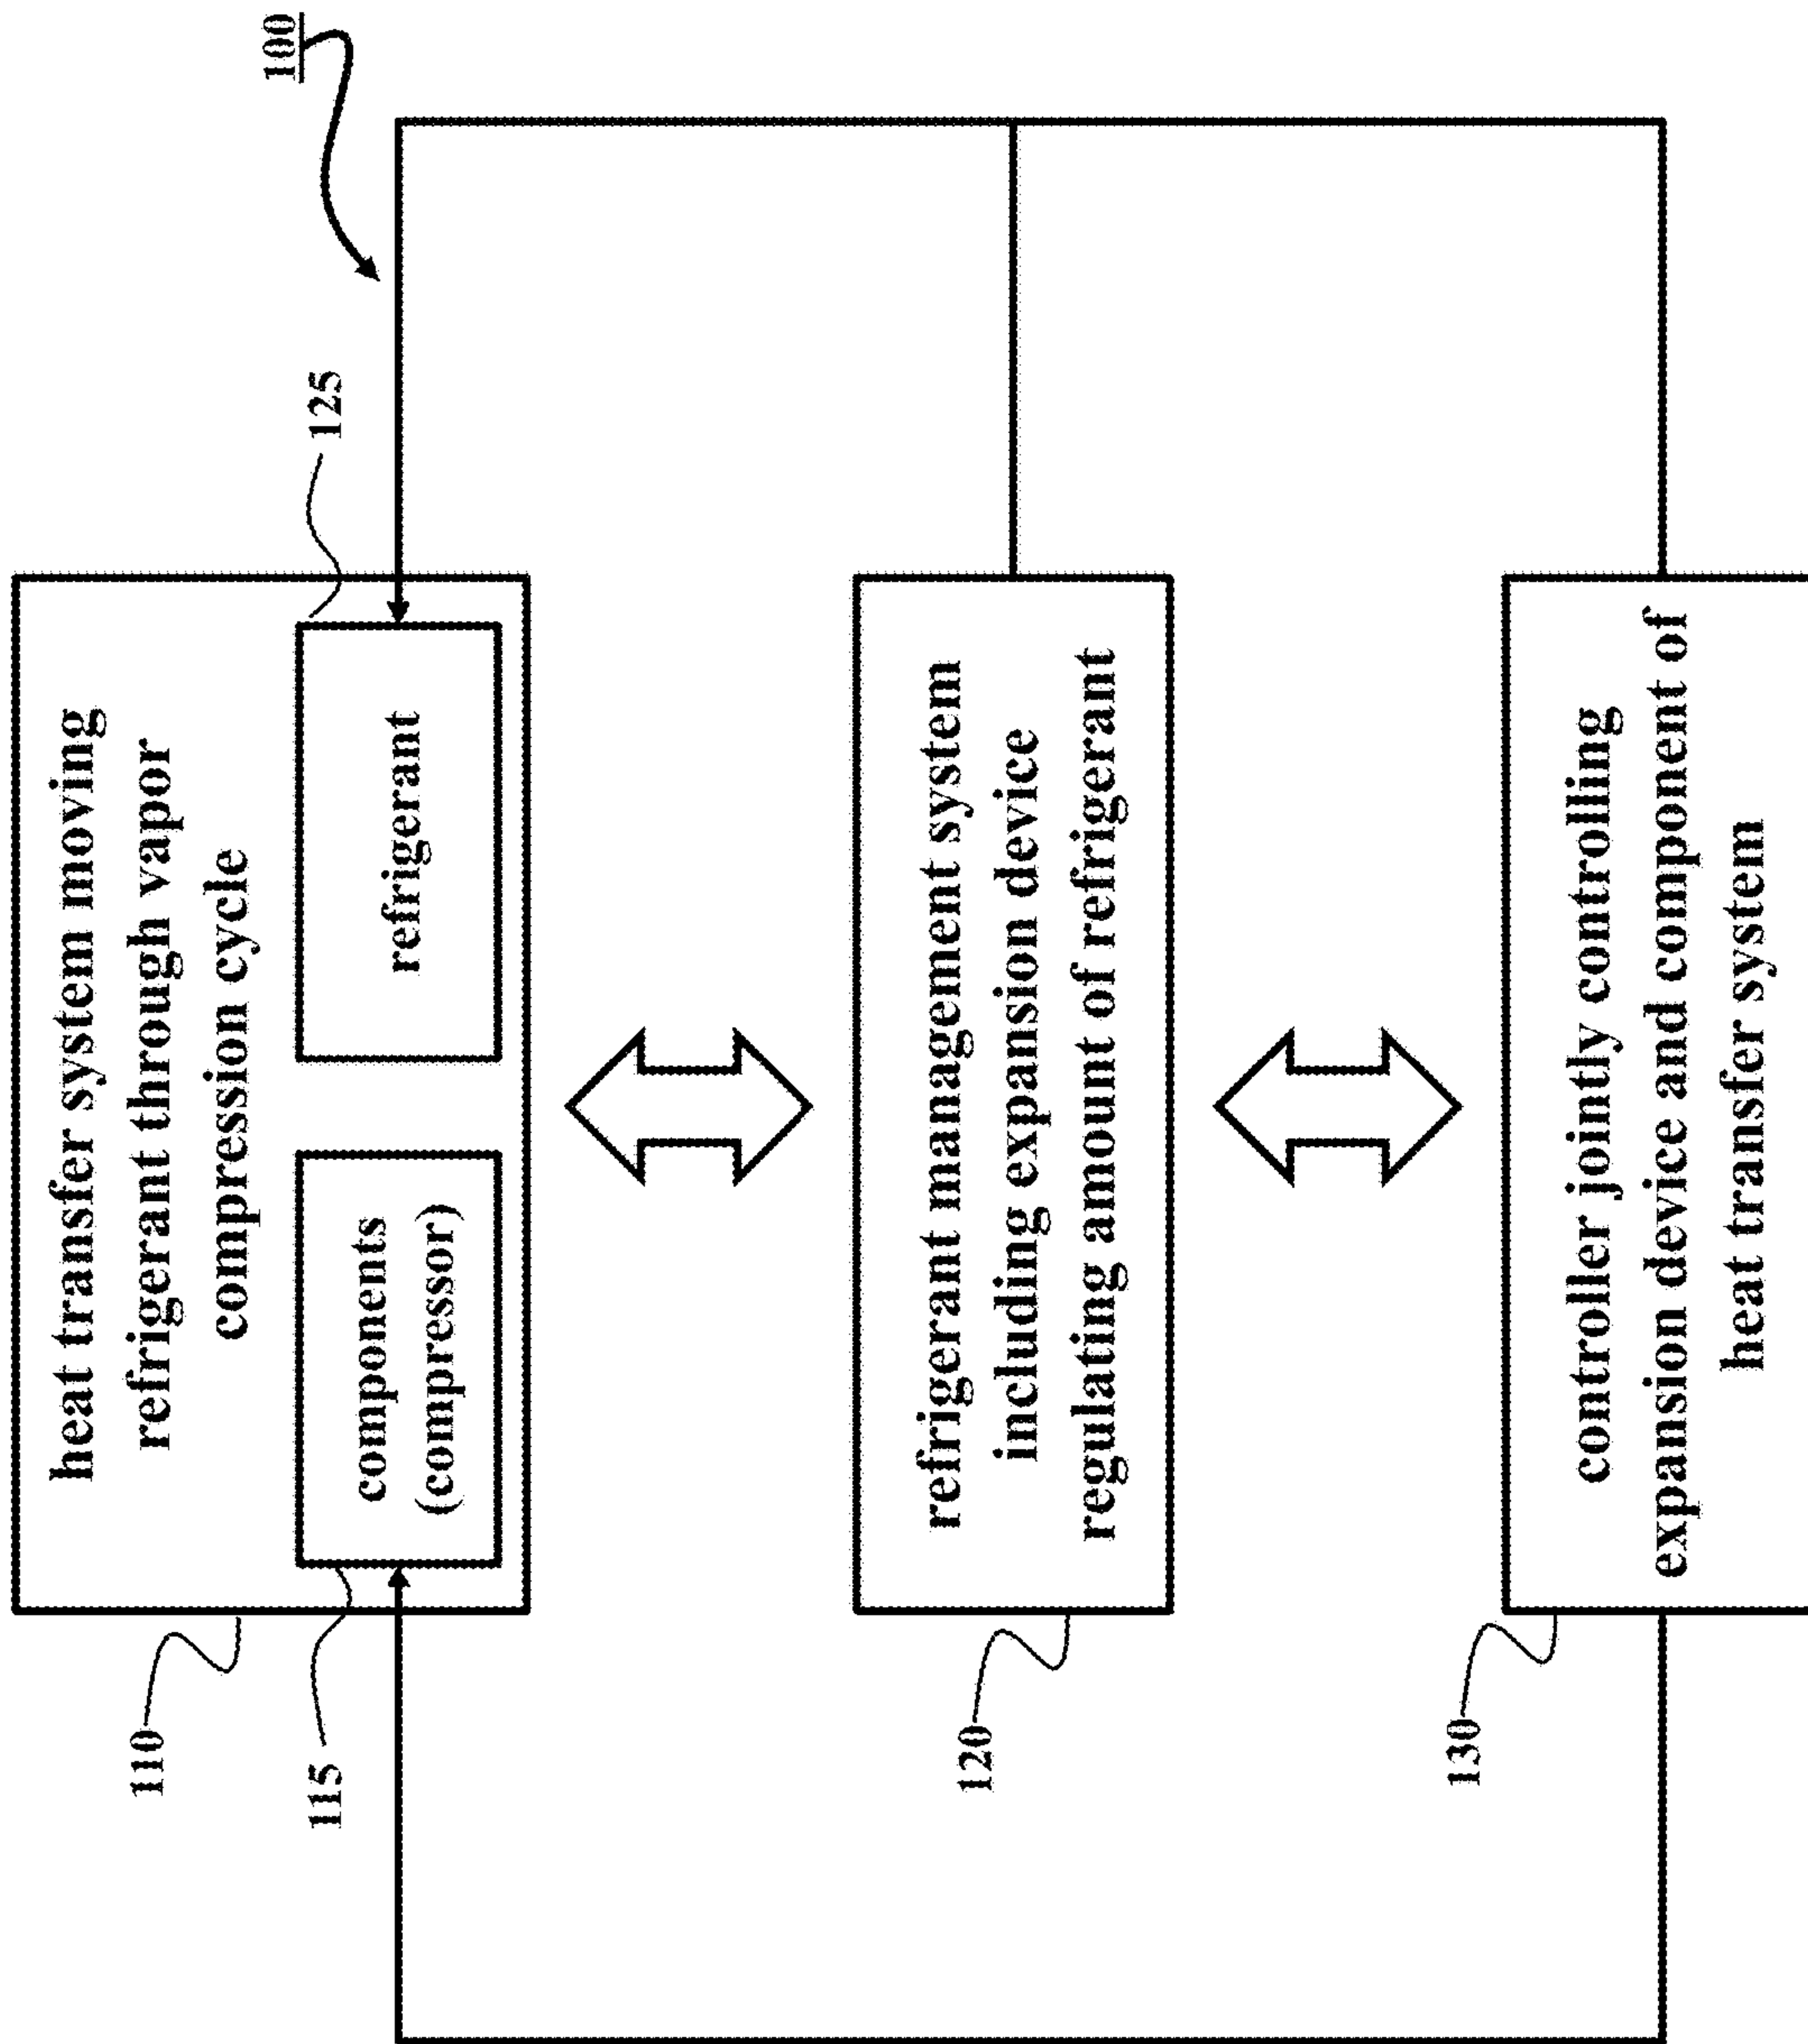 100
heat transfer system moving
refrigerant through vapor
compression cycle
110
components
(compressor)
115
refrigerant
125
refrigerant management system
including expansion device
regulating amount of refrigerant
120
controller jointly controlling
expansion device and component of
heat transfer system
130